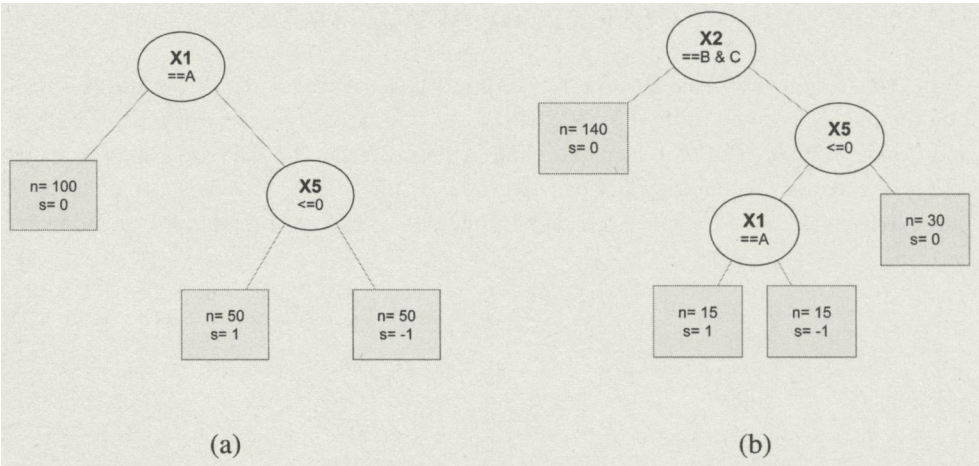 X1
==A
n= 100
s= 0
X5
<=0
n= 50
s= 1
n= 50
s= -1
(a)
X2
==B & C
n= 140
s= 0
X5
<=0
X1
==A
n= 30
s= 0
n= 15
s= 1
n= 15
s= -1
(b)